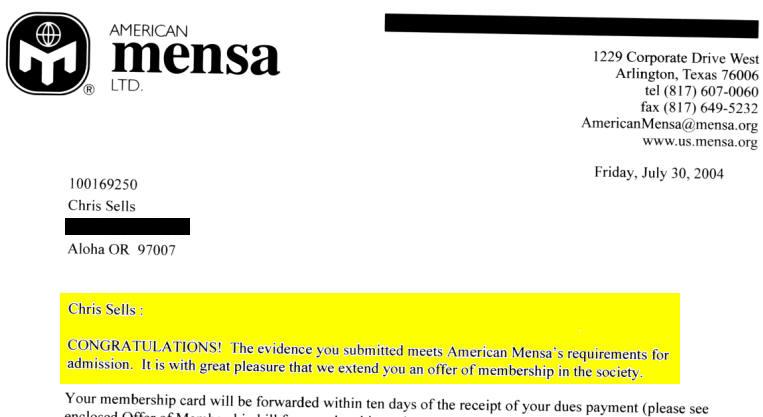 AMERICAN
mensa
LTD.
®
1229 Corporate Drive West
Arlington, Texas 76006
tel (817) 607-0060
fax (817) 649-5232
AmericanMensa@mensa.org
www.us.mensa.org
Friday, July 30, 2004
100169250
Chris Sells
Aloha OR 97007
Chris Sells :
CONGRATULATIONS! The evidence you submitted meets American Mensa's requirements for
admission. It is with great pleasure that we extend you an offer of membership in the society.
Your membership card will be forwarded within ten days of the receipt of your dues payment (please see
enclosed Offer of Membership bill